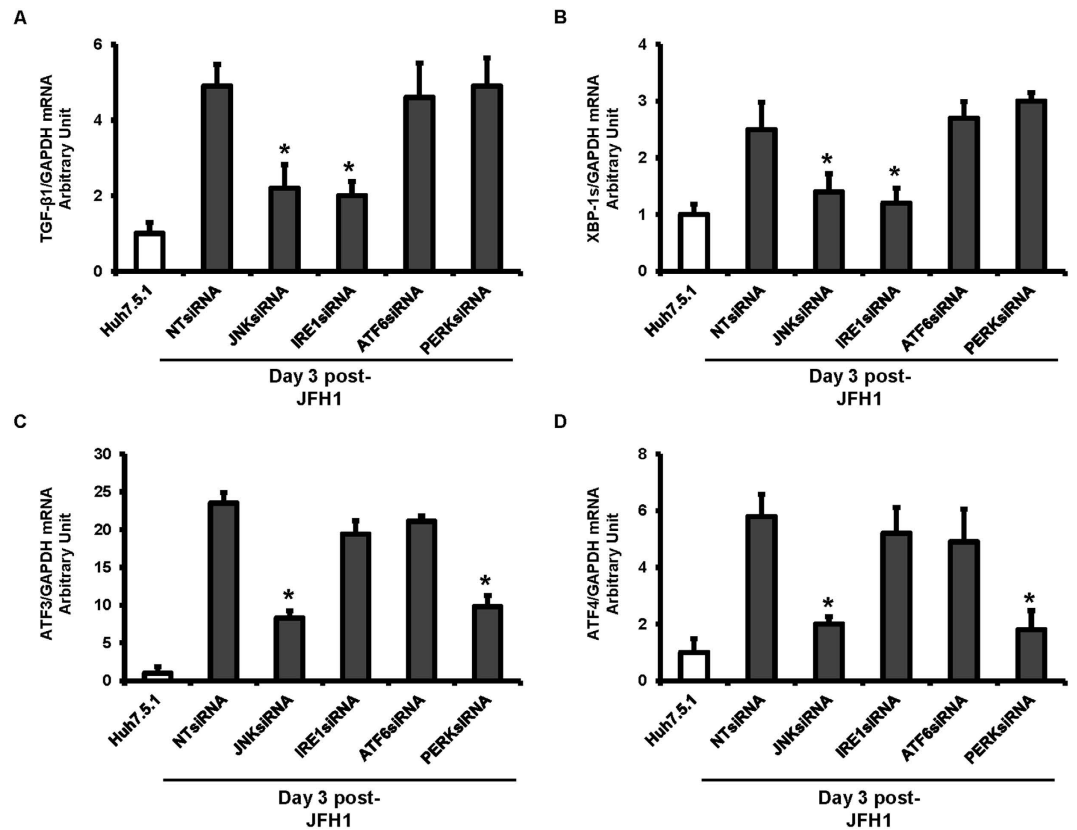 A
TGF-β1/GAPDH mRNA
Arbitrary Unit
6
4
2
0
*
*
Huh7.5.1
NTsiRNA
JNKsiRNA
IRE1siRNA
ATF6siRNA
PERKsiRNA
Day 3 post-
JFH1
B
XBP-1s/GAPDH mRNA
Arbitrary Unit
4
3
2
1
0
*
*
Huh7.5.1
NTsiRNA
JNKsiRNA
IRE1siRNA
ATF6siRNA
PERKsiRNA
Day 3 post-
JFH1
C
ATF3/GAPDH mRNA
Arbitrary Unit
30
25
20
15
10
5
0
*
*
Huh7.5.1
NTsiRNA
JNKsiRNA
IRE1siRNA
ATF6siRNA
PERKsiRNA
Day 3 post-
JFH1
D
ATF4/GAPDH mRNA
Arbitrary Unit
8
6
4
2
0
*
*
Huh7.5.1
NTsiRNA
JNKsiRNA
IRE1siRNA
ATF6siRNA
PERKsiRNA
Day 3 post-
JFH1